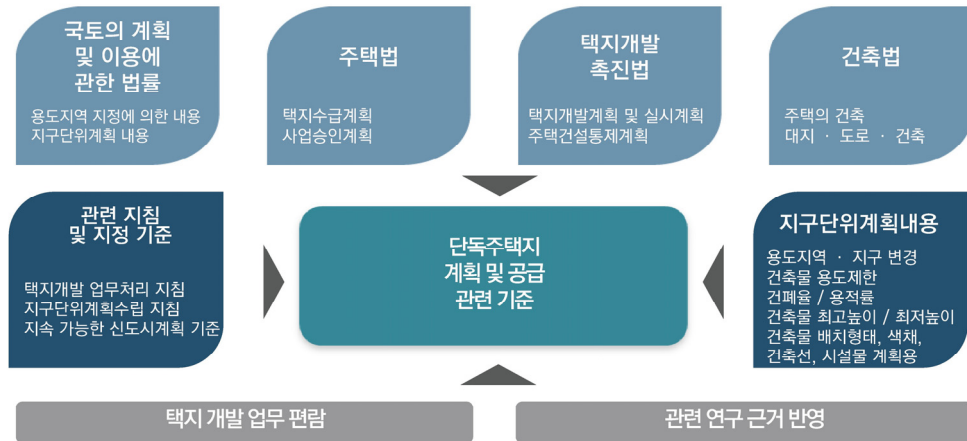 국토의 계획
및 이용에
관한 법률
용도지역 지정에 의한 내용
지구단위계획 내용
주택법
택지수급계획
사업승인계획
택지개발
촉진법
택지개발계획 및 실시계획
주택건설통제계획
건축법
주택의 건축
대지 · 도로 · 건축
관련 지침
및 지정 기준
택지개발 업무처리 지침
지구단위계획수립 지침
지속 가능한 신도시계획 기준
단독주택지
계획 및 공급
관련 기준
지구단위계획내용
용도지역 · 지구 변경
건축물 용도제한
건폐율 / 용적률
건축물 최고높이 / 최저높이
건축물 배치형태, 색채,
건축선, 시설물 계획용
택지 개발 업무 편람
관련 연구 근거 반영